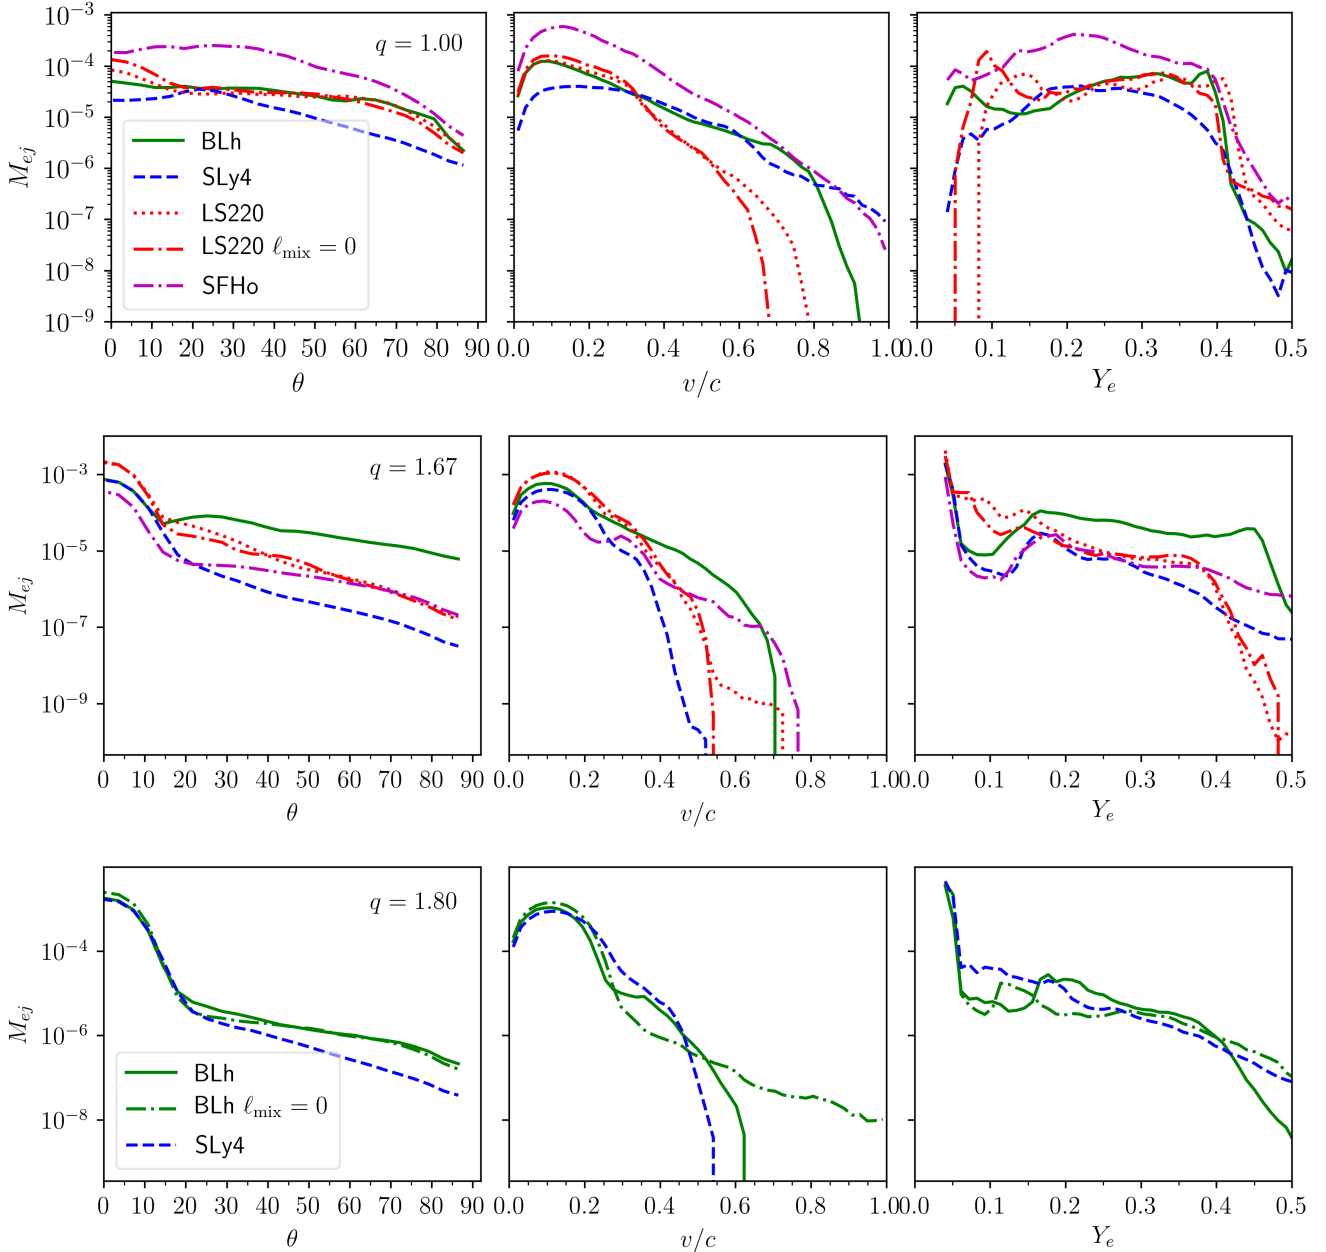 10⁻³
10⁻⁴
10⁻⁵
10⁻⁶
10⁻⁷
10⁻⁸
10⁻⁹
M_ej
q = 1.00
BLh
SLy4
LS220
LS220 ℓ_mix = 0
SFHo
0 10 20 30 40 50 60 70 80 90
θ
0.0 0.2 0.4 0.6 0.8 1.0
v/c
0.0 0.1 0.2 0.3 0.4 0.5
Y_e
10⁻³
10⁻⁵
10⁻⁷
10⁻⁹
M_ej
q = 1.67
0 10 20 30 40 50 60 70 80 90
θ
0.0 0.2 0.4 0.6 0.8 1.0
v/c
0.0 0.1 0.2 0.3 0.4 0.5
Y_e
10⁻⁴
10⁻⁶
10⁻⁸
M_ej
q = 1.80
BLh
BLh ℓ_mix = 0
SLy4
0 10 20 30 40 50 60 70 80 90
θ
0.0 0.2 0.4 0.6 0.8 1.0
v/c
0.0 0.1 0.2 0.3 0.4 0.5
Y_e